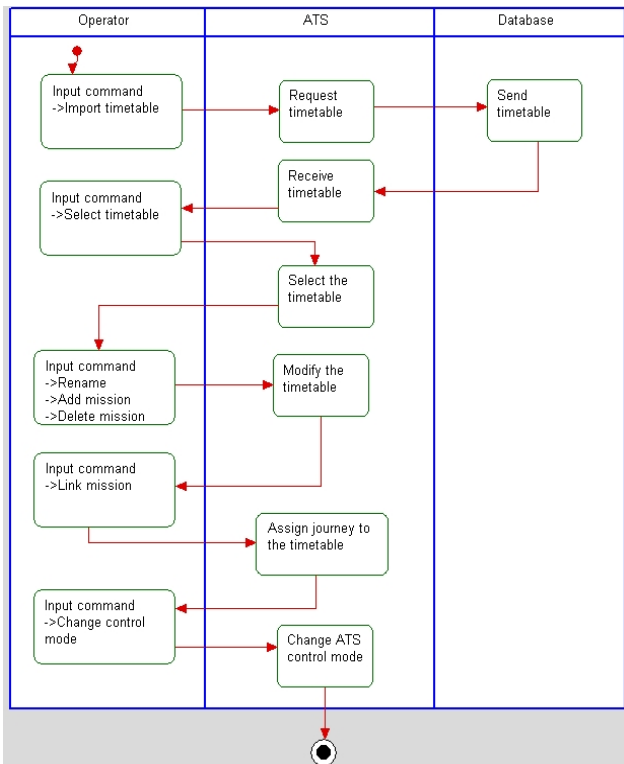 Operator
ATS
Database
Input command
->Import timetable
Request
timetable
Send
timetable
Receive
timetable
Input command
->Select timetable
Select the
timetable
Input command
->Rename
->Add mission
->Delete mission
Modify the
timetable
Input command
->Link mission
Assign journey to
the timetable
Input command
->Change control
mode
Change ATS
control mode